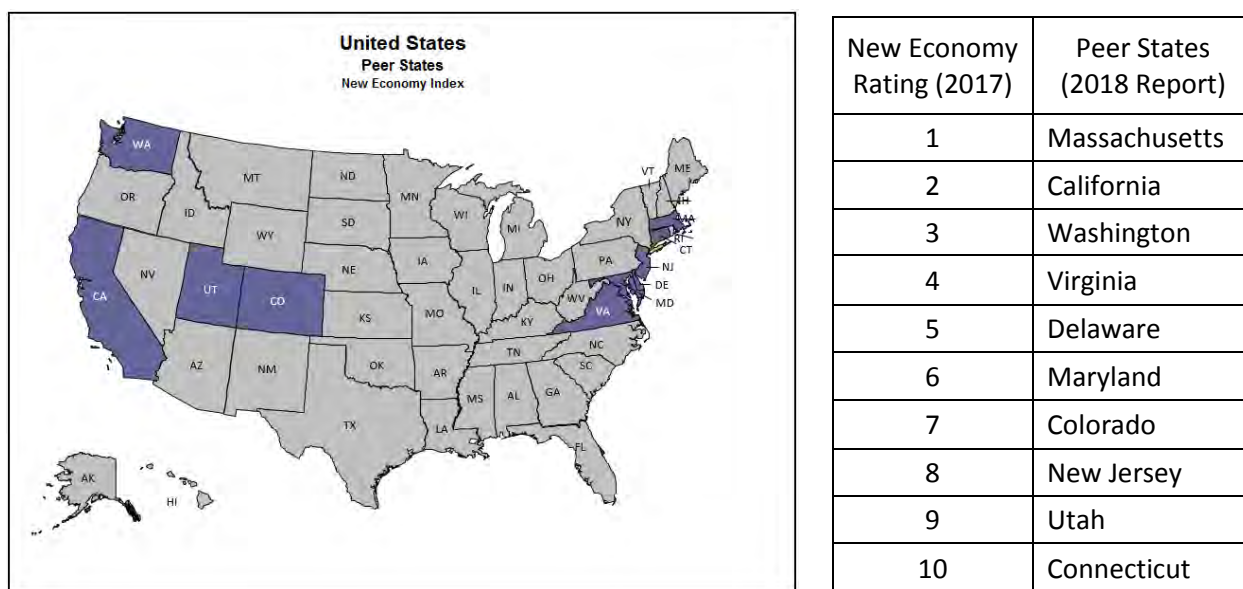 United States
Peer States
New Economy Index
WA
MT
ND
MN
VT
ME
OR
ID
WY
SD
WI
MI
NY
NH
MA
RI
CT
NV
UT
CO
NE
IA
IL
IN
OH
PA
NJ
DE
MD
CA
KS
MO
KY
WV
VA
AZ
NM
OK
AR
TN
NC
SC
TX
LA
MS
AL
GA
FL
AK
HI
New Economy Rating (2017)
Peer States (2018 Report)
1 Massachusetts
2 California
3 Washington
4 Virginia
5 Delaware
6 Maryland
7 Colorado
8 New Jersey
9 Utah
10 Connecticut